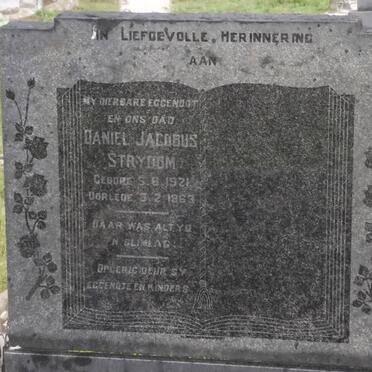 IN LIEFDEVOLLE HERINNERING
AAN
MY DIERBARE EGGENOOT
EN ONS DAD
DANIEL JACOBUS
STRYDOM
GEBORE 5.8.1921
OORLEDE 3.2.1963
DAAR WAS ALTYD
'N GLIMLAG
OPGERIG DEUR SY
EGGENOTE EN KINDERS